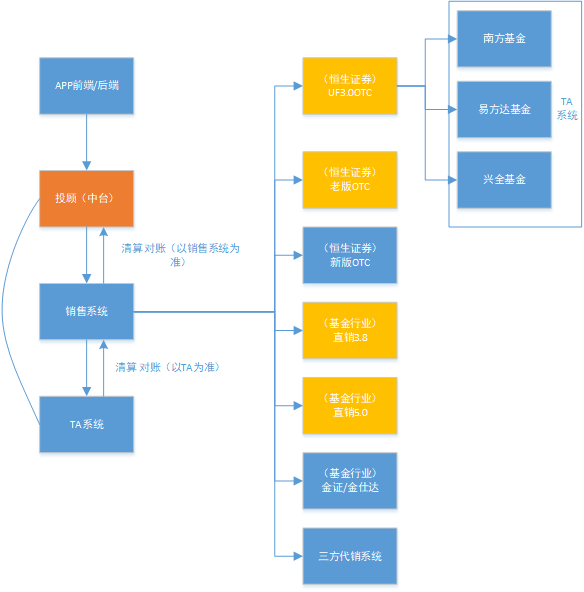 APP前端/后端
投顾（中台）
清算 对账（以销售系统为
准）
销售系统
清算 对账（以TA为准）
TA系统
（恒生证券）
UF3.0OTC
（恒生证券）
老版OTC
（恒生证券）
新版OTC
（基金行业）
直销3.8
（基金行业）
直销5.0
（基金行业）
金证/金仕达
三方代销系统
南方基金
易方达基金
兴全基金
TA
系统